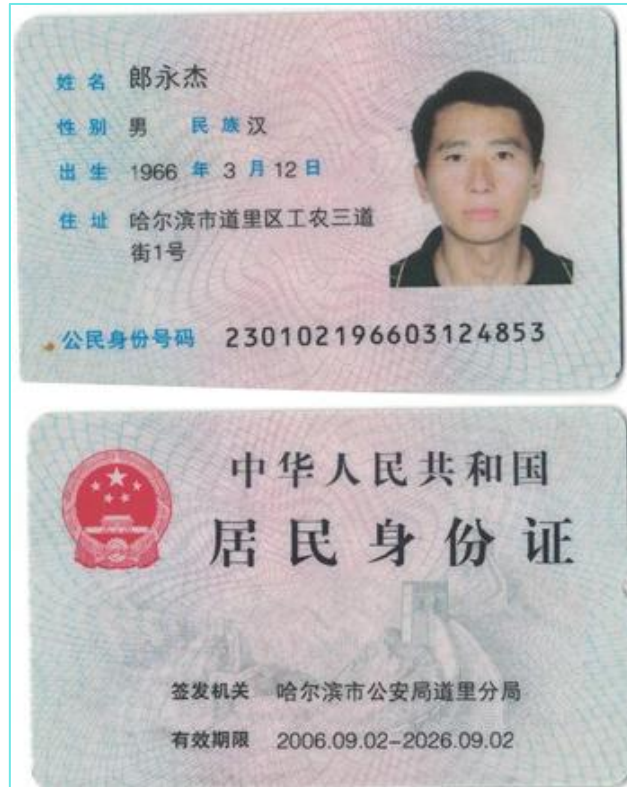 姓名 郎永杰
性别 男 民族 汉
出生 1966 年 3 月 12 日
住址 哈尔滨市道里区工农三道
街1号
公民身份号码 230102196603124853
中华人民共和国
居民身份证
签发机关 哈尔滨市公安局道里分局
有效期限 2006.09.02-2026.09.02